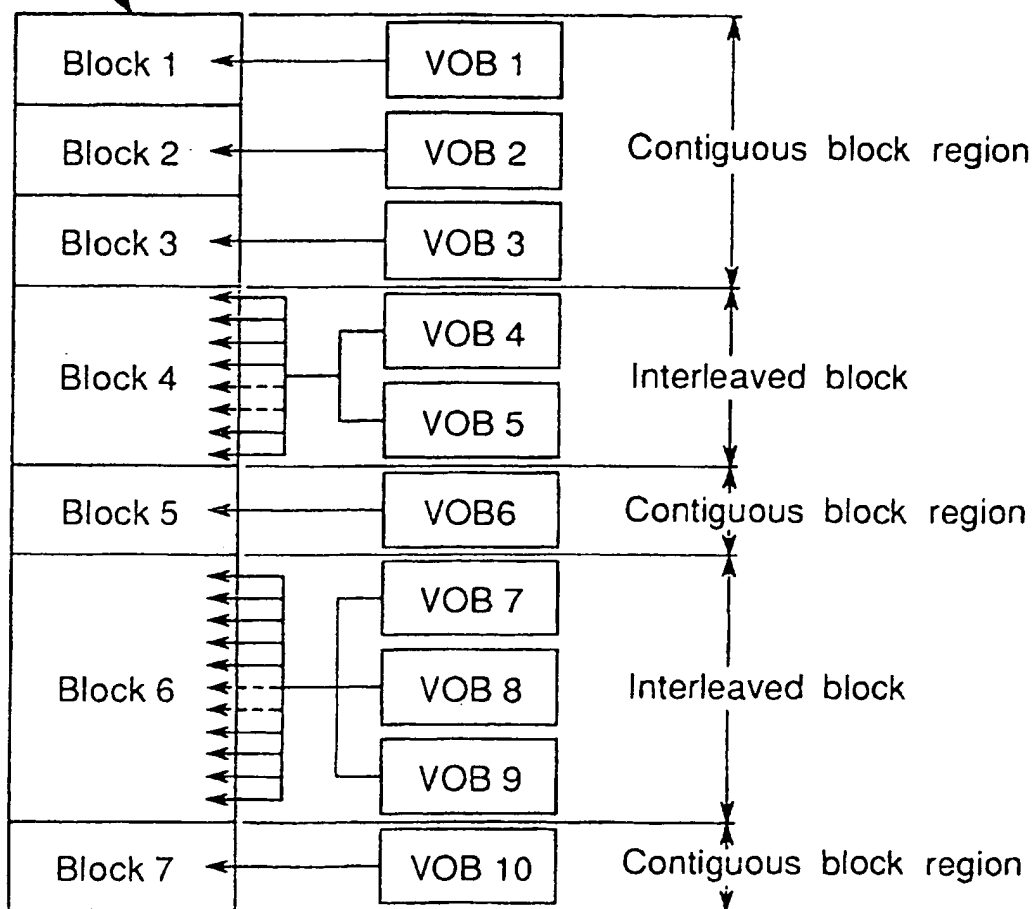 Block 1
VOB 1
Block 2
VOB 2
Contiguous block region
Block 3
VOB 3
VOB 4
Block 4
Interleaved block
VOB 5
Block 5
VOB6
Contiguous block region
VOB 7
Block 6
VOB 8
Interleaved block
VOB 9
Block 7
VOB 10
Contiguous block region